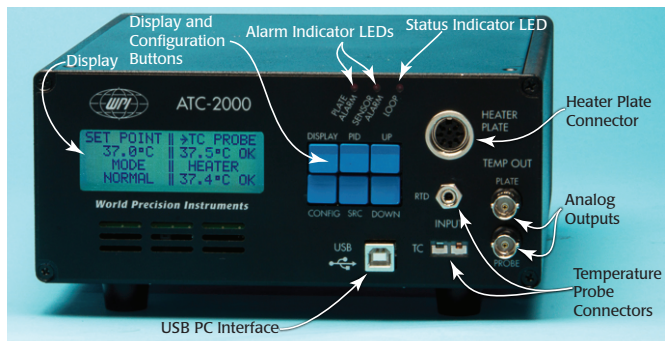 Display and
Configuration
Buttons
Alarm Indicator LEDs
Status Indicator LED
Display
Heater Plate
Connector
Analog
Outputs
Temperature
Probe
Connectors
USB PC Interface
WPI
ATC-2000
PLATE
ALARM
SENSOR
ALARM
LOOP
HEATER
PLATE
SET POINT ‖ →TC PROBE
37.0°C ‖ 37.5°C OK
MODE ‖ HEATER
NORMAL ‖ 37.4°C OK
World Precision Instruments
DISPLAY PID UP
CONFIG SRC DOWN
TEMP OUT
PLATE
RTD
INPUT
TC
PROBE
USB